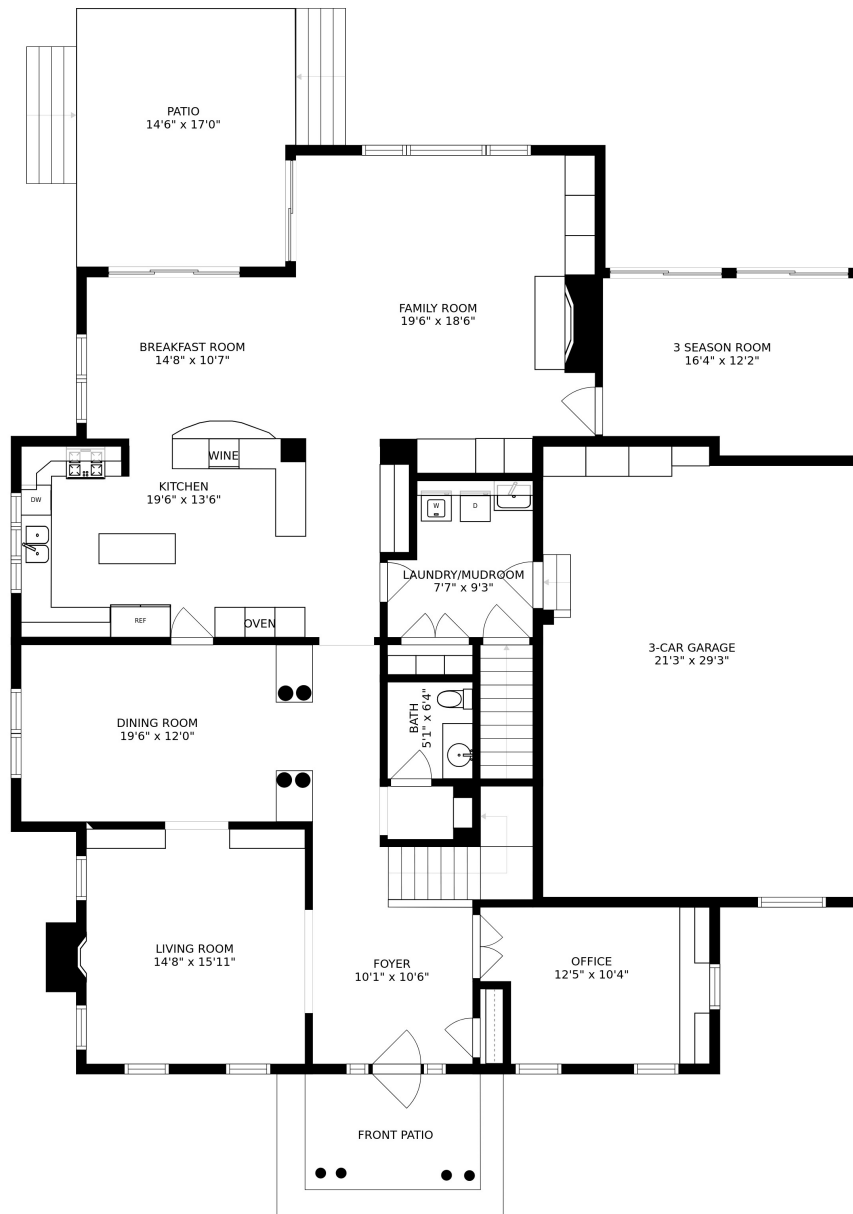 PATIO
14'6" x 17'0"
FAMILY ROOM
19'6" x 18'6"
BREAKFAST ROOM
14'8" x 10'7"
3 SEASON ROOM
16'4" x 12'2"
WINE
KITCHEN
19'6" x 13'6"
DW
W
D
LAUNDRY/MUDROOM
7'7" x 9'3"
REF
OVEN
3-CAR GARAGE
21'3" x 29'3"
DINING ROOM
19'6" x 12'0"
BATH
5'1" x 6'4"
LIVING ROOM
14'8" x 15'11"
FOYER
10'1" x 10'6"
OFFICE
12'5" x 10'4"
FRONT PATIO